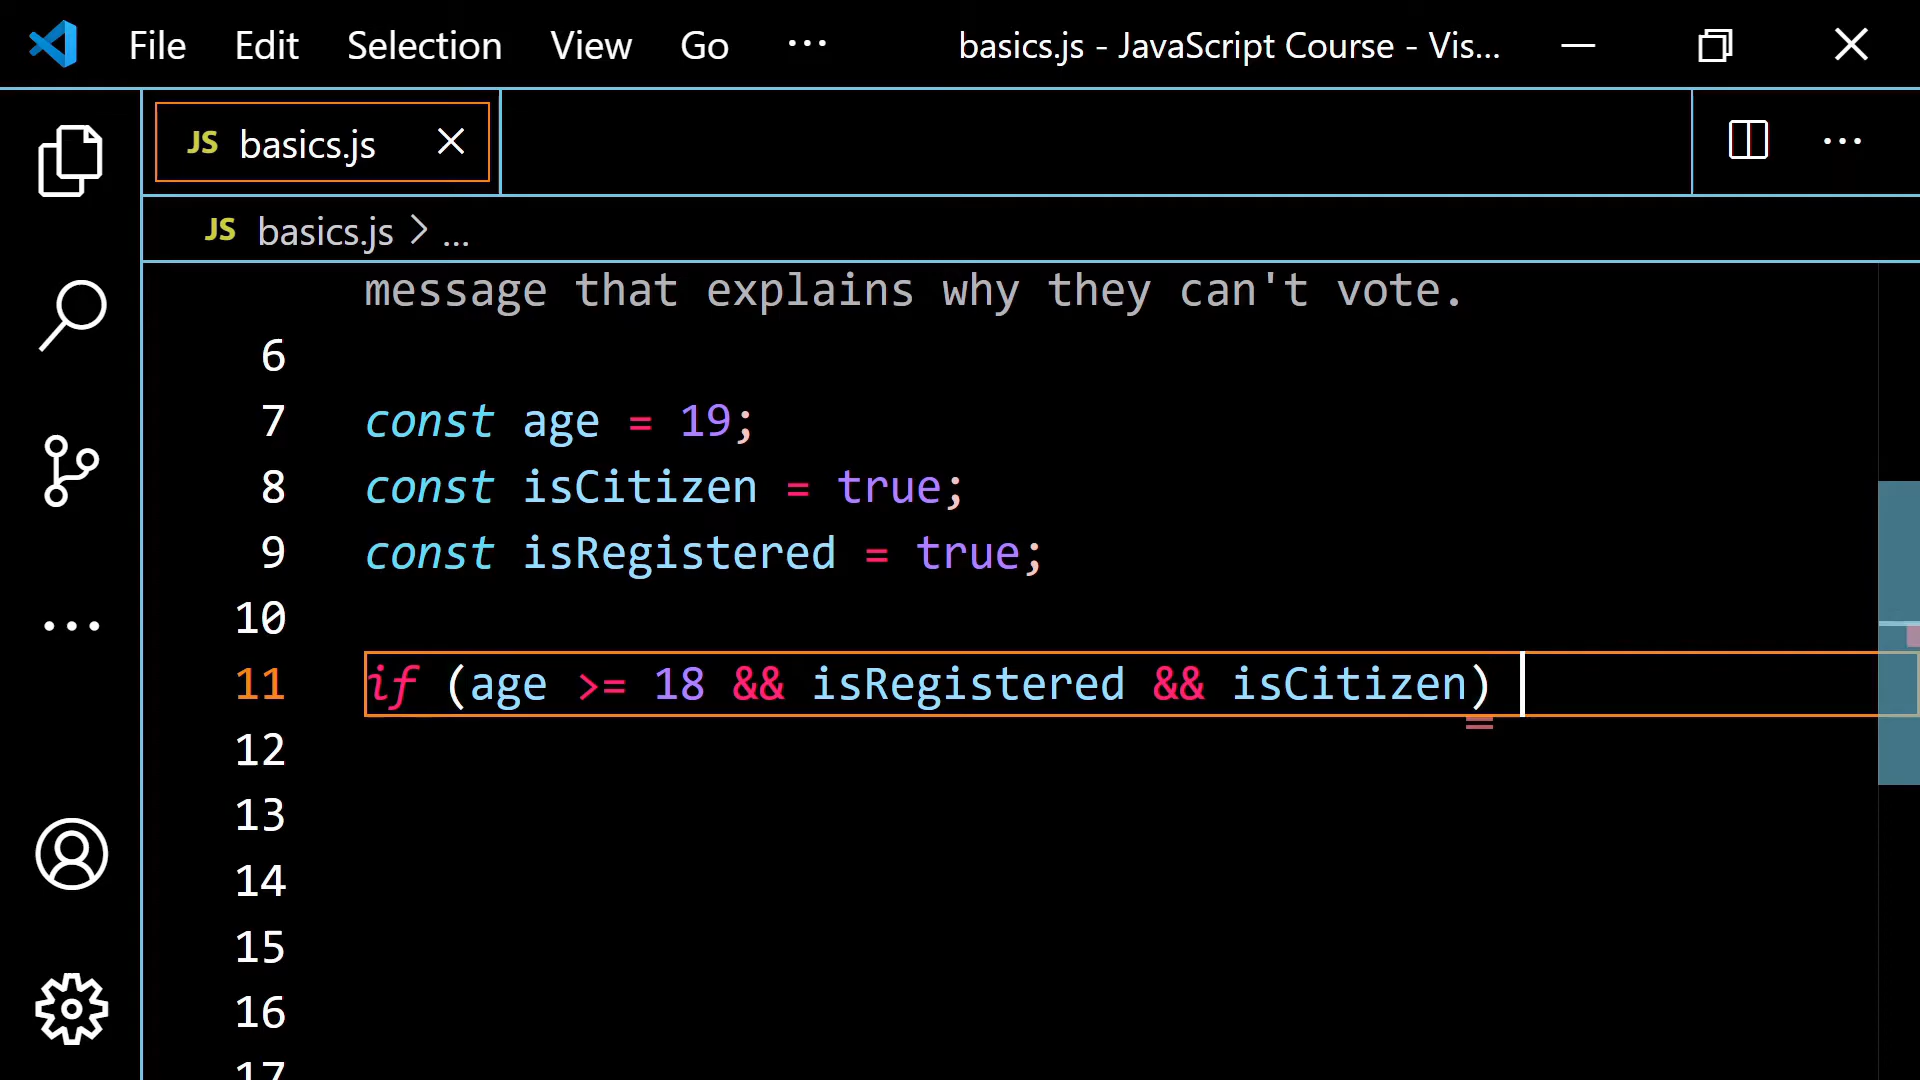 File Edit Selection View Go ... basics.js - JavaScript Course - Vis...
JS basics.js
JS basics.js > ...
message that explains why they can't vote.
6
7 const age = 19;
8 const isCitizen = true;
9 const isRegistered = true;
10
11 if (age >= 18 && isRegistered && isCitizen)
12
13
14
15
16
17